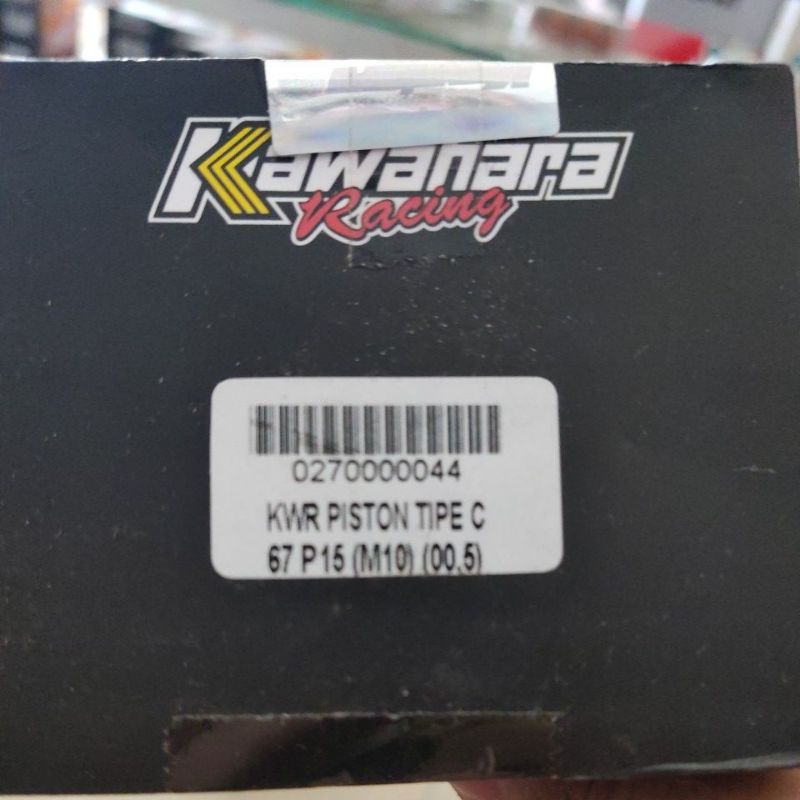 Kawahara
Racing
0270000044
KWR PISTON TIPE C
67 P15 (M10) (00.5)